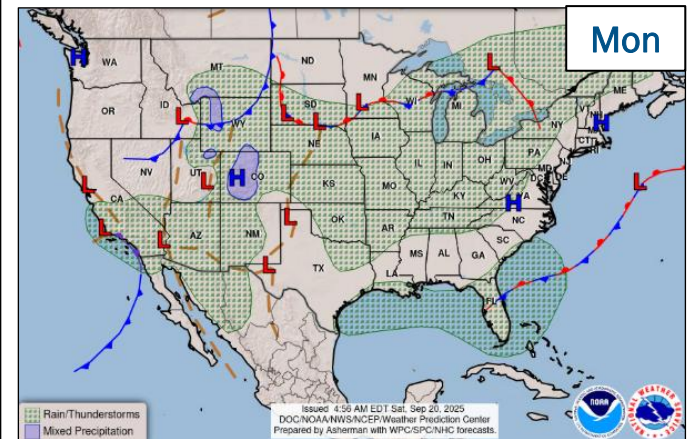 Mon
H
WA
MT
ND
MN
L
ME
OR
ID
L
WY
SD
L
L
L
WI
MI
NY
VT
H
CT
RI
NV
UT
L
H
CO
NE
IA
IL
IN
OH
PA
NJ
MD
DE
DC
WV
VA
H
L
CA
L
L
L
AZ
NM
L
L
KS
MO
KY
OK
AR
TN
NC
SC
TX
LA
MS
AL
GA
FL
Rain/Thunderstorms
Mixed Precipitation
Issued 4:56 AM EDT Sat, Sep 20, 2025
DOC/NOAA/NWS/NCEP/Weather Prediction Center
Prepared by Asherman with WPC/SPC/NHC forecasts.
NOAA